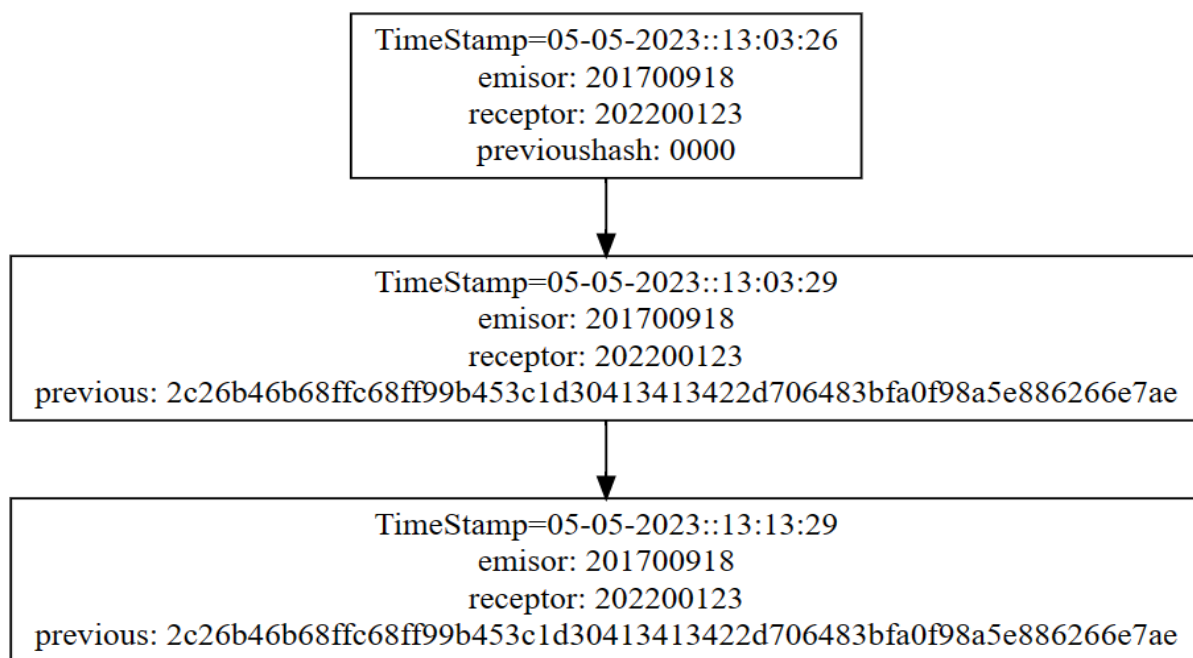 TimeStamp=05-05-2023::13:03:26
emisor: 201700918
receptor: 202200123
previoushash: 0000
TimeStamp=05-05-2023::13:03:29
emisor: 201700918
receptor: 202200123
previous: 2c26b46b68ffc68ff99b453c1d30413413422d706483bfa0f98a5e886266e7ae
TimeStamp=05-05-2023::13:13:29
emisor: 201700918
receptor: 202200123
previous: 2c26b46b68ffc68ff99b453c1d30413413422d706483bfa0f98a5e886266e7ae